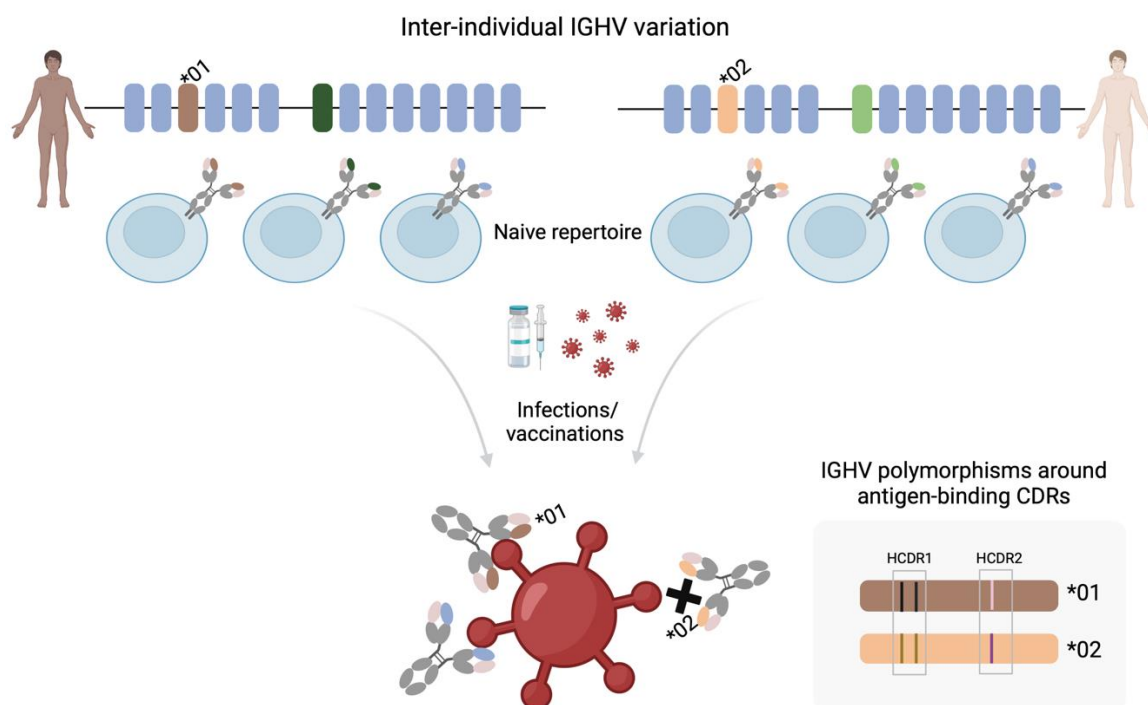 Inter-individual IGHV variation
*01
*02
Naive repertoire
Infections/
vaccinations
*01
*02
IGHV polymorphisms around
antigen-binding CDRs
HCDR1
HCDR2
*01
*02